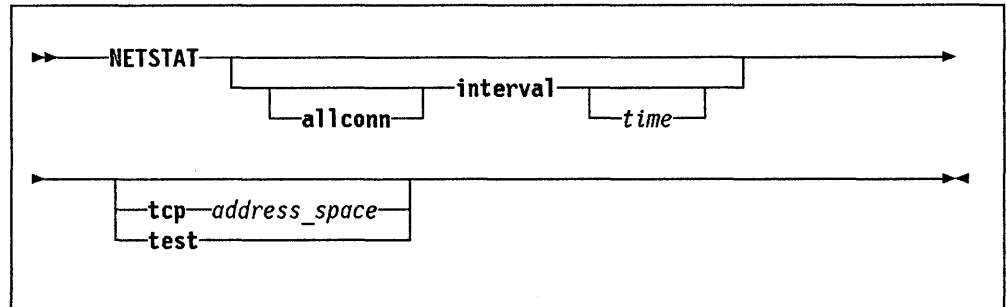 NETSTAT
interval
allconn
time
tcp address_space
test